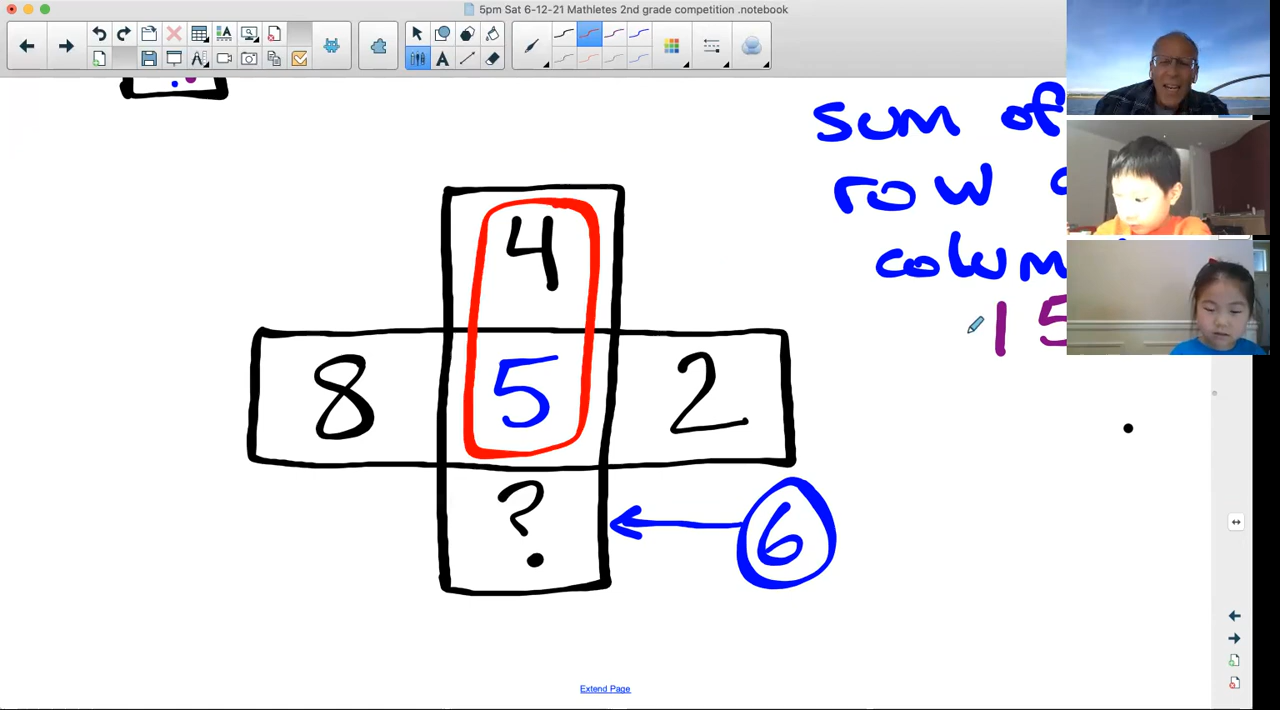 5pm Sat 6-12-21 Mathletes 2nd grade competition .notebook
sum of
row
colum
15
4
8 5 2
?
6
Extend Page